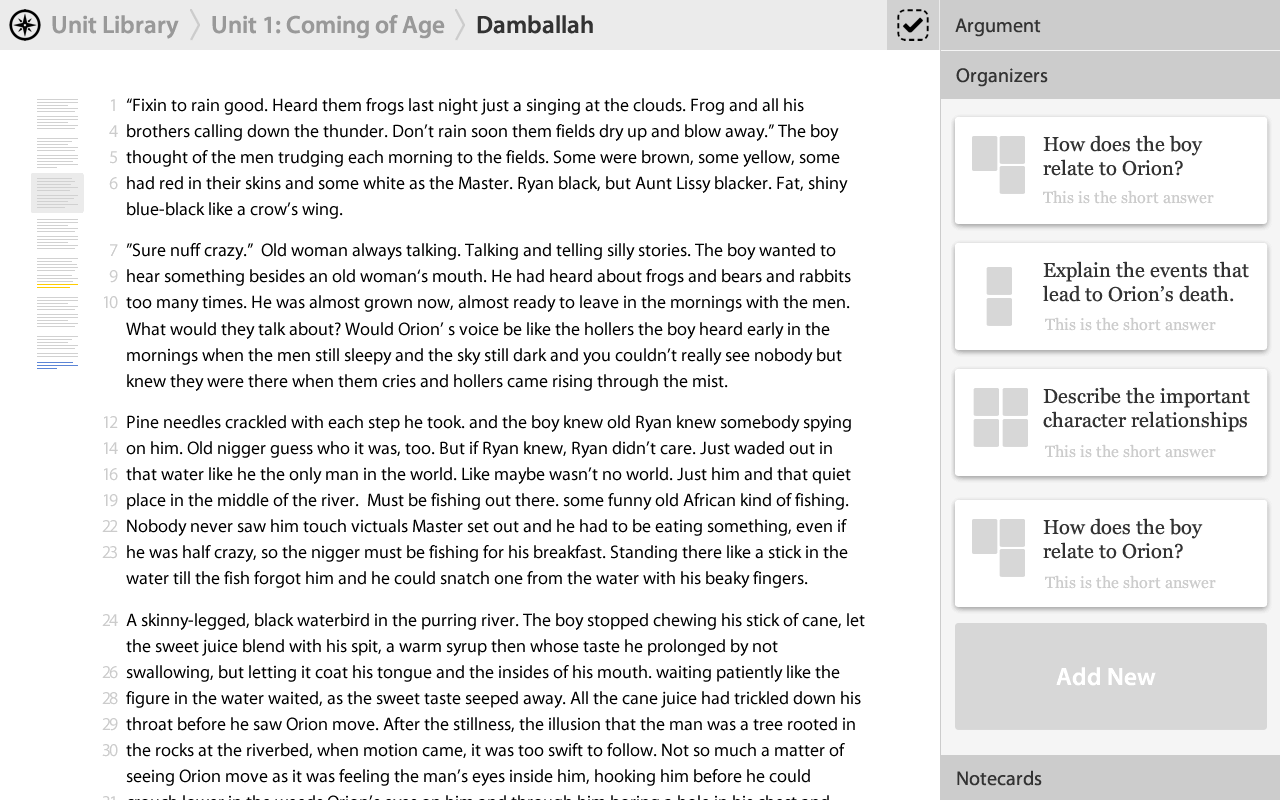 Unit Library Unit 1: Coming of Age Damballah
1 “Fixin to rain good. Heard them frogs last night just a singing at the clouds. Frog and all his
4 brothers calling down the thunder. Don’t rain soon them fields dry up and blow away.” The boy
5 thought of the men trudging each morning to the fields. Some were brown, some yellow, some
6 had red in their skins and some white as the Master. Ryan black, but Aunt Lissy blacker. Fat, shiny
blue-black like a crow’s wing.
7 ”Sure nuff crazy.” Old woman always talking. Talking and telling silly stories. The boy wanted to
9 hear something besides an old woman‘s mouth. He had heard about frogs and bears and rabbits
10 too many times. He was almost grown now, almost ready to leave in the mornings with the men.
What would they talk about? Would Orion’ s voice be like the hollers the boy heard early in the
mornings when the men still sleepy and the sky still dark and you couldn’t really see nobody but
knew they were there when them cries and hollers came rising through the mist.
12 Pine needles crackled with each step he took. and the boy knew old Ryan knew somebody spying
14 on him. Old nigger guess who it was, too. But if Ryan knew, Ryan didn’t care. Just waded out in
16 that water like he the only man in the world. Like maybe wasn’t no world. Just him and that quiet
19 place in the middle of the river. Must be fishing out there. some funny old African kind of fishing.
22 Nobody never saw him touch victuals Master set out and he had to be eating something, even if
23 he was half crazy, so the nigger must be fishing for his breakfast. Standing there like a stick in the
water till the fish forgot him and he could snatch one from the water with his beaky fingers.
24 A skinny-legged, black waterbird in the purring river. The boy stopped chewing his stick of cane, let
the sweet juice blend with his spit, a warm syrup then whose taste he prolonged by not
26 swallowing, but letting it coat his tongue and the insides of his mouth. waiting patiently like the
28 figure in the water waited, as the sweet taste seeped away. All the cane juice had trickled down his
29 throat before he saw Orion move. After the stillness, the illusion that the man was a tree rooted in
30 the rocks at the riverbed, when motion came, it was too swift to follow. Not so much a matter of
seeing Orion move as it was feeling the man’s eyes inside him, hooking him before he could
Argument
Organizers
How does the boy
relate to Orion?
This is the short answer
Explain the events that
lead to Orion’s death.
This is the short answer
Describe the important
character relationships
This is the short answer
How does the boy
relate to Orion?
This is the short answer
Add New
Notecards